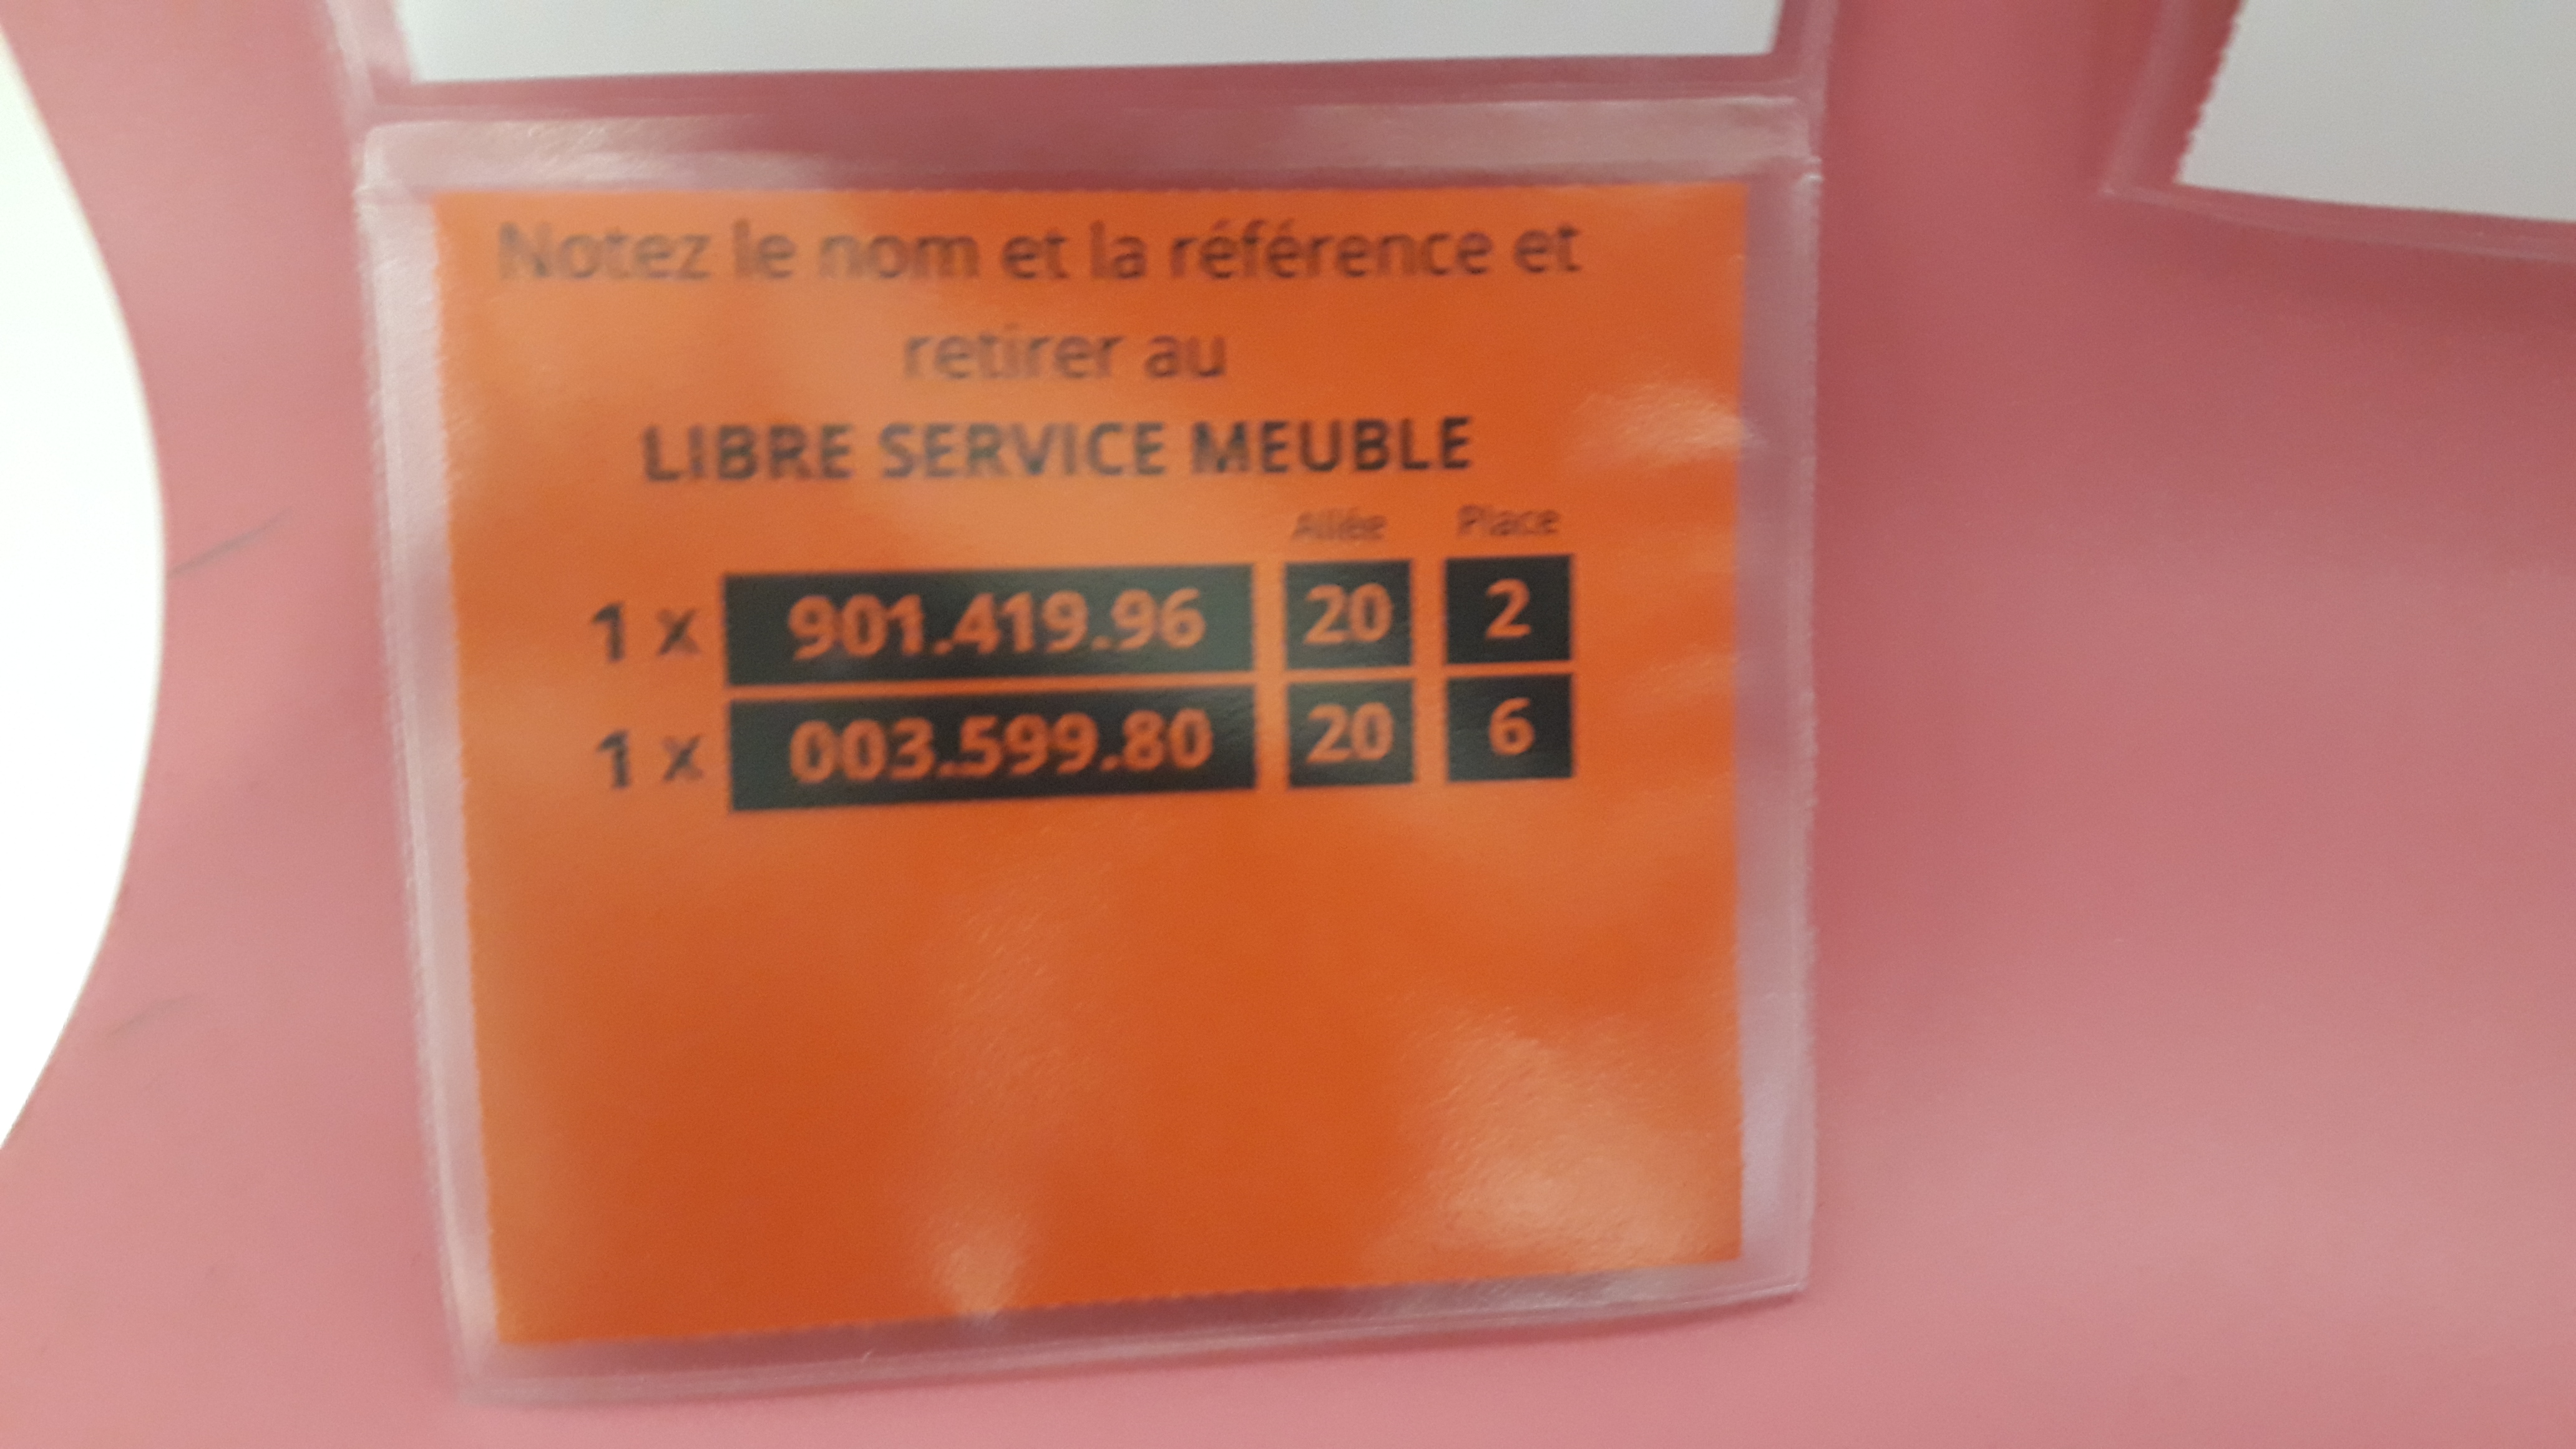 Notez le nom et la référence et
retirer au
LIBRE SERVICE MEUBLE
Allée Place
1 x 901.419.96 20 2
1 x 003.599.80 20 6